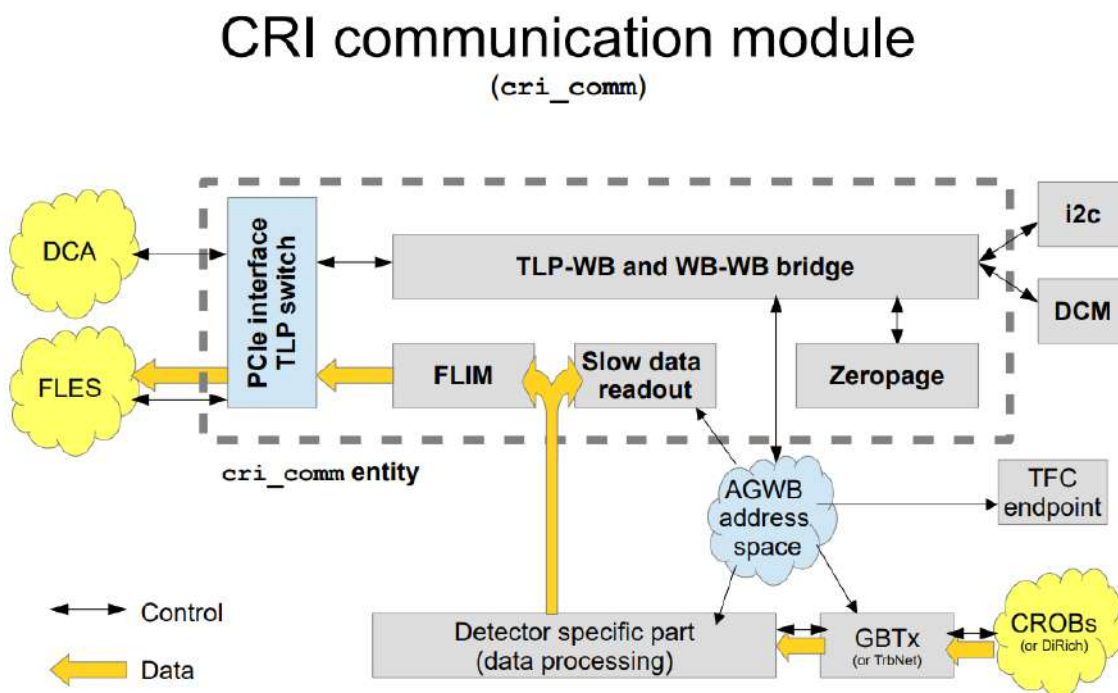 CRI communication module
(cri_comm)
DCA
PCIe interface
TLP switch
TLP-WB and WB-WB bridge
i2c
DCM
FLES
FLIM
Slow data
readout
Zeropage
cri_comm entity
AGWB
address
space
TFC
endpoint
Control
Data
Detector specific part
(data processing)
GBTx
(or TrbNet)
CROBs
(or DiRich)